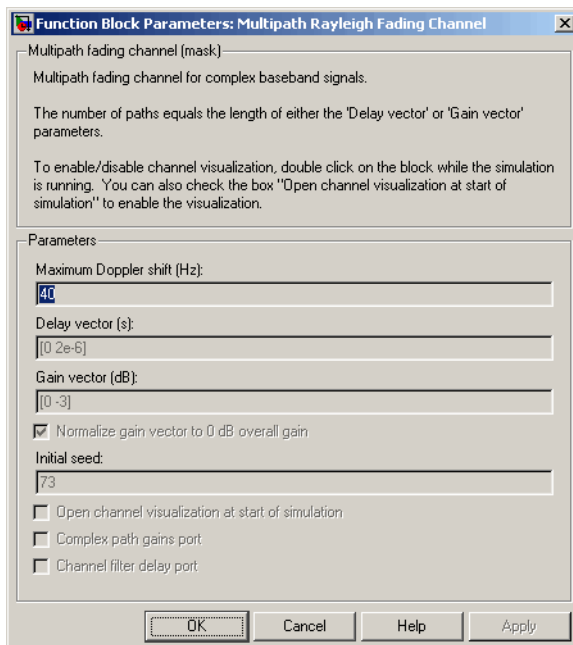 Function Block Parameters: Multipath Rayleigh Fading Channel
Multipath fading channel (mask)
Multipath fading channel for complex baseband signals.
The number of paths equals the length of either the 'Delay vector' or 'Gain vector'
parameters.
To enable/disable channel visualization, double click on the block while the simulation
is running. You can also check the box "Open channel visualization at start of
simulation" to enable the visualization.
Parameters
Maximum Doppler shift (Hz):
40
Delay vector (s):
[0 2e-6]
Gain vector (dB):
[0 -3]
Normalize gain vector to 0 dB overall gain
Initial seed:
73
Open channel visualization at start of simulation
Complex path gains port
Channel filter delay port
OK Cancel Help Apply